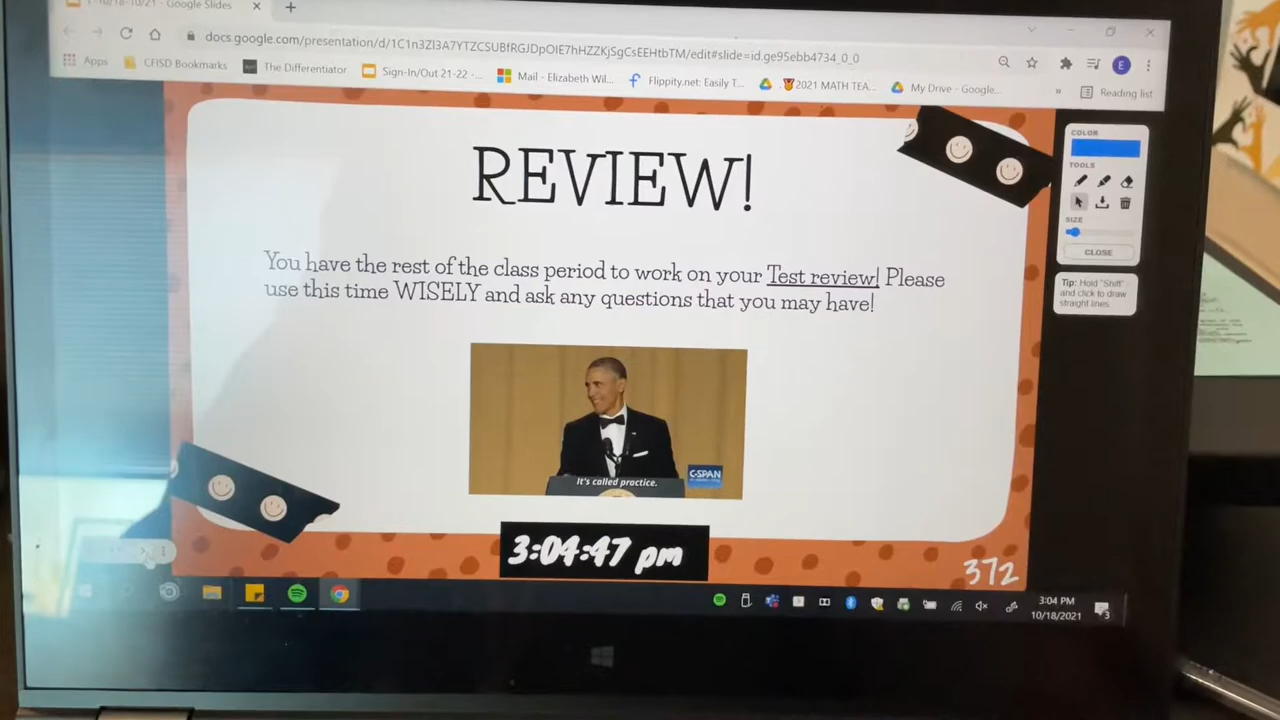 Google Slides
docs.google.com/presentation/d/1C1n3Zl3A7YTZCSUBfRGJDpOlE7hHZZKjSgCsEEHtbTM/edit#slide=id.ge95ebb4734_0_0
Apps CFISD Bookmarks The Differentiator Sign-In/Out 21-22 -... Mail - Elizabeth Wil... Flippity.net: Easily T... 2021 MATH TEA... My Drive - Google... » Reading list
E
REVIEW!
You have the rest of the class period to work on your Test review! Please
use this time WISELY and ask any questions that you may have!
C-SPAN
It's called practice.
3:04:47 pm
372
COLOR
TOOLS
SIZE
CLOSE
Tip: Hold "Shift"
and click to draw
straight lines.
3:04 PM
10/18/2021
3